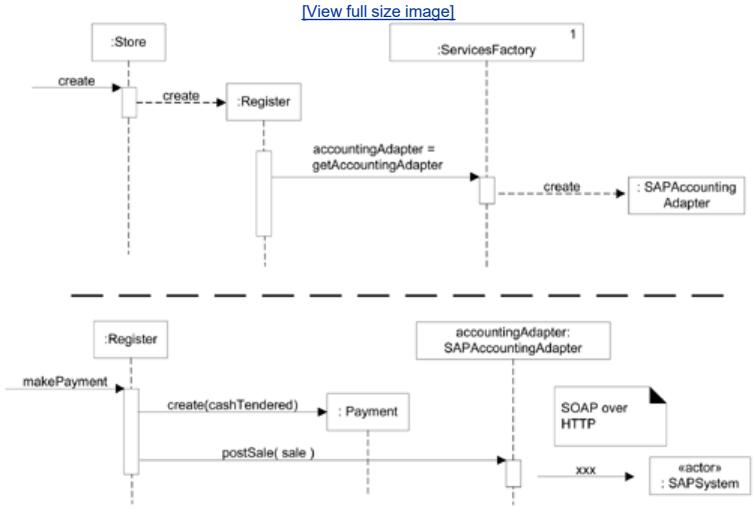 [View full size image]
:Store
1
:ServicesFactory
create
create
:Register
accountingAdapter =
getAccountingAdapter
create
: SAPAccounting
Adapter
:Register
accountingAdapter:
SAPAccountingAdapter
makePayment
create(cashTendered)
: Payment
SOAP over
HTTP
postSale( sale )
xxx
«actor»
: SAPSystem